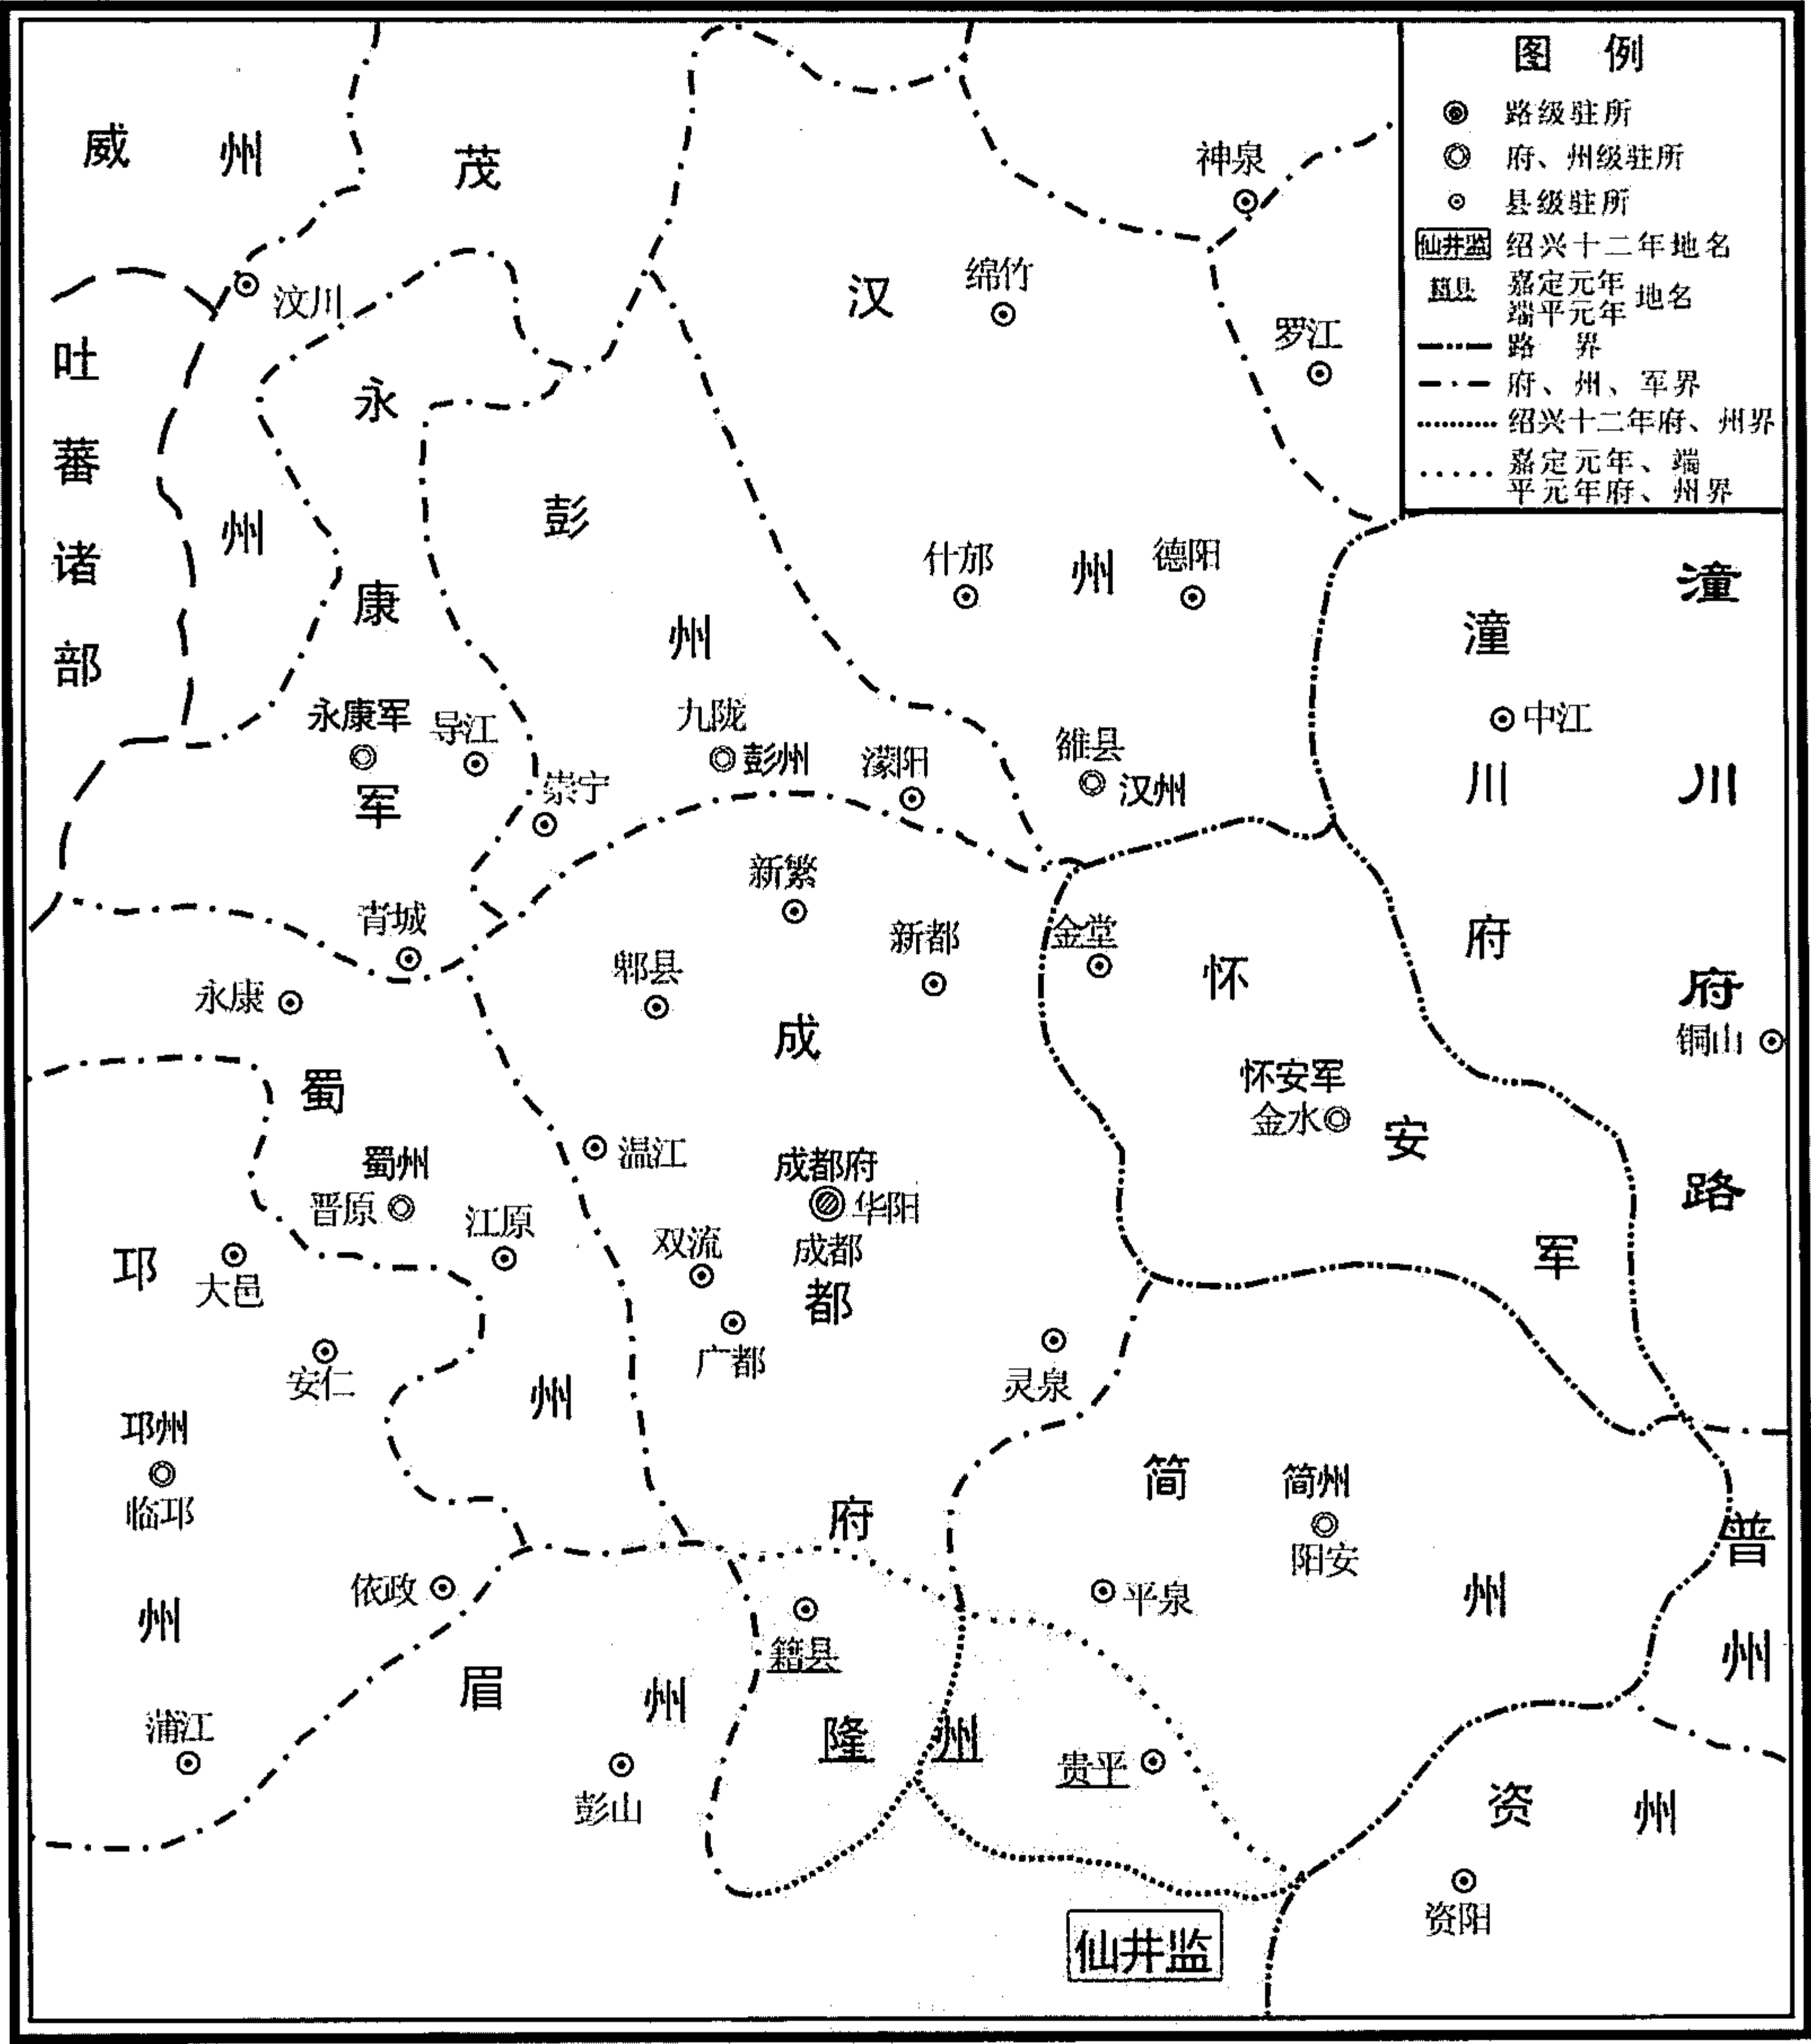 图 例
路级驻所
府、州级驻所
县级驻所
仙井监 绍兴十二年地名
籍县 嘉定元年 地名
端平元年
路 界
府、州、军界
绍兴十二年府、州界
嘉定元年、端
平元年府、州界
威 州
茂
州
吐蕃诸部
汶川
神泉
绵竹
罗江
汉
州
什邡
德阳
雒县
汉州
永康军
永康军
导江
青城
彭
州
九陇
彭州
濛阳
崇宁
潼川府路
潼川府
中江
铜山
新繁
新都
郫县
成都府
温江
成都府
华阳
成都
双流
广都
灵泉
金堂
怀安军
怀安军
金水
永康
蜀
州
蜀州
晋原
江原
邛
州
大邑
安仁
邛州
临邛
依政
蒲江
眉 州
彭山
籍县
隆 州
贵平
简
州
简州
阳安
平泉
普
州
资 州
资阳
仙井监